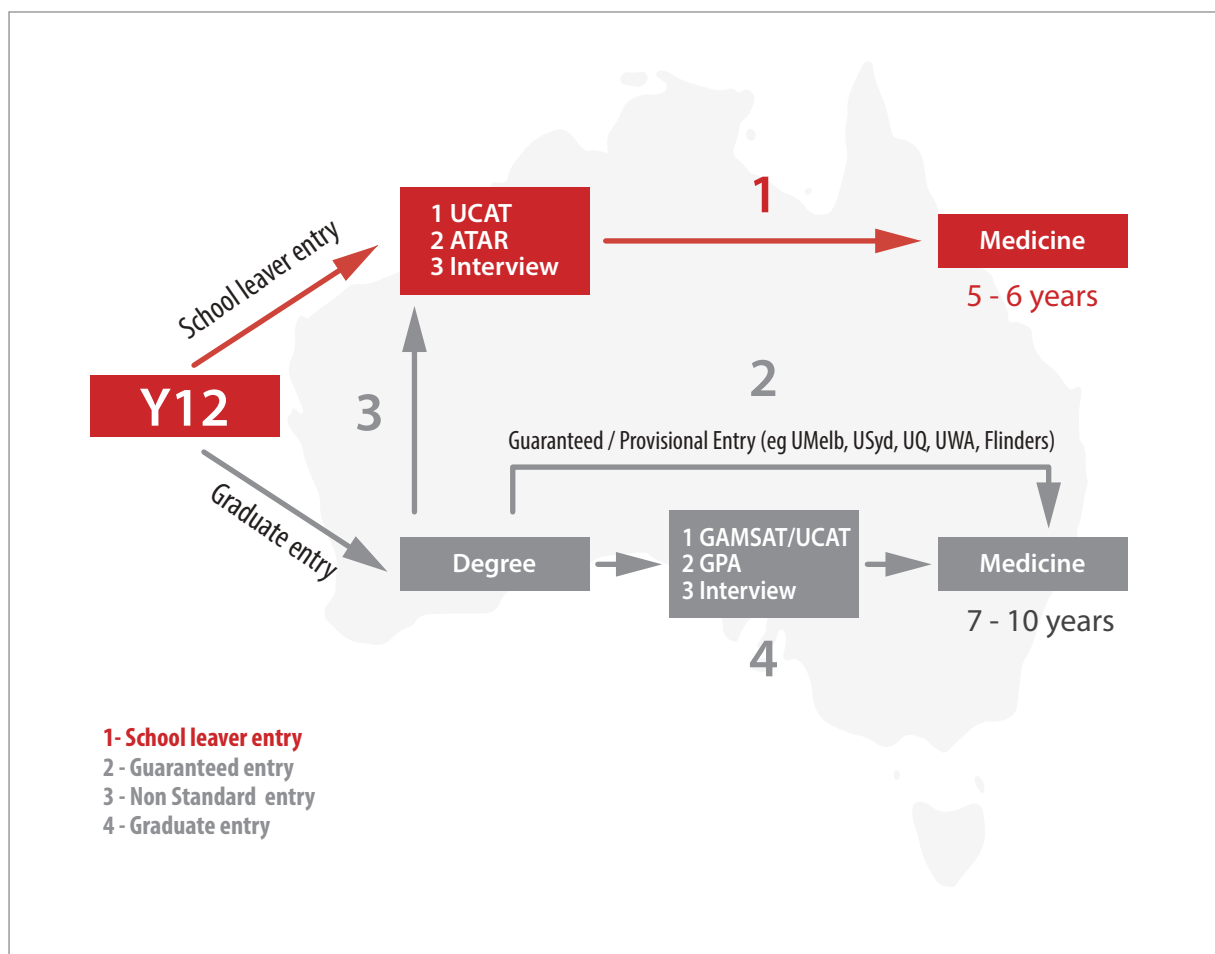 1
1 UCAT
2 ATAR
3 Interview
Medicine
5 - 6 years
School leaver entry
Y12
3
2
Guaranteed / Provisional Entry (eg UMelb, USyd, UQ, UWA, Flinders)
Graduate entry
Degree
1 GAMSAT/UCAT
2 GPA
3 Interview
Medicine
7 - 10 years
4
1- School leaver entry
2 - Guaranteed entry
3 - Non Standard entry
4 - Graduate entry